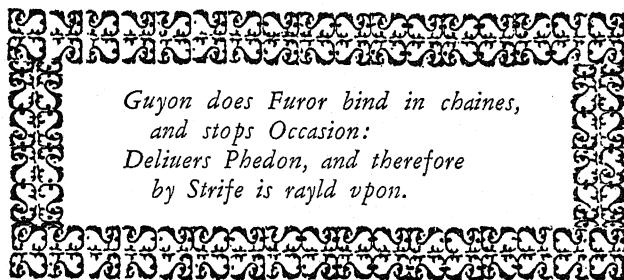 Guyon does Furor bind in chaines,
and stops Occasion:
Deliuers Phedon, and therefore
by Strife is rayld vpon.